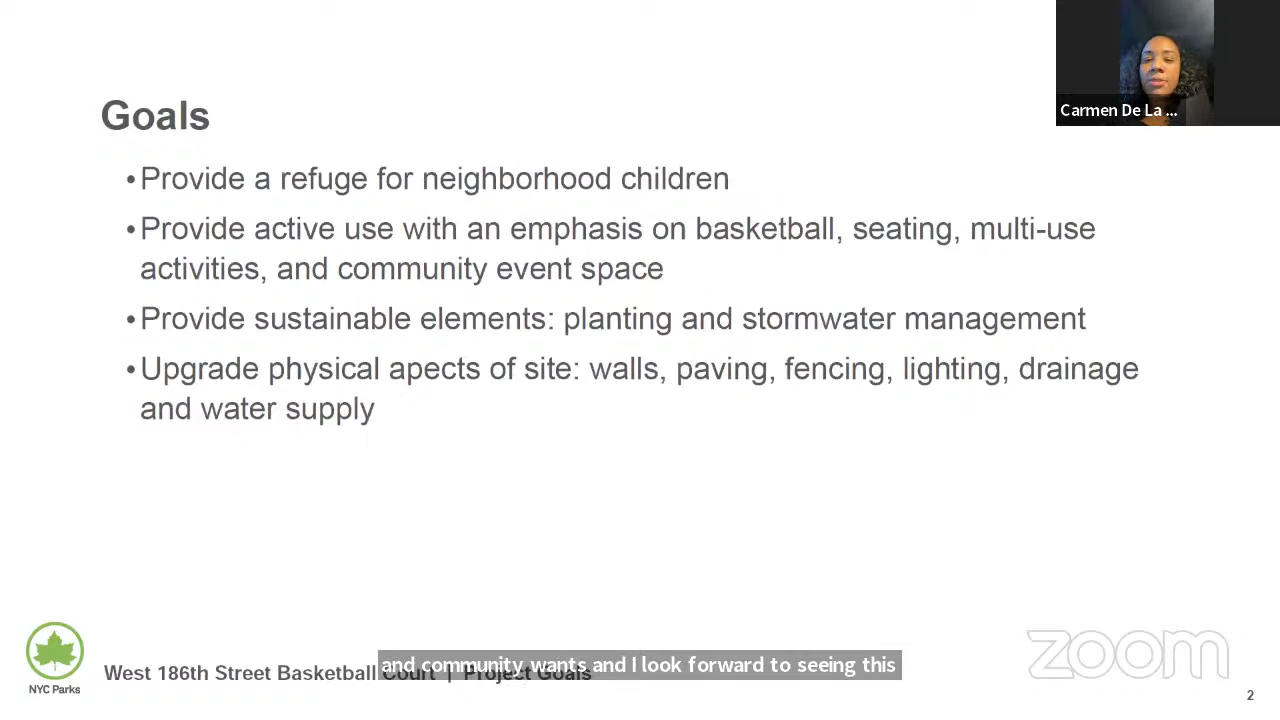 Carmen De La ...
Goals
• Provide a refuge for neighborhood children
• Provide active use with an emphasis on basketball, seating, multi-use
activities, and community event space
• Provide sustainable elements: planting and stormwater management
• Upgrade physical apects of site: walls, paving, fencing, lighting, drainage
and water supply
zoom
and community wants and I look forward to seeing this
West 186th Street Basketball Court | Project Goals
NYC Parks
2